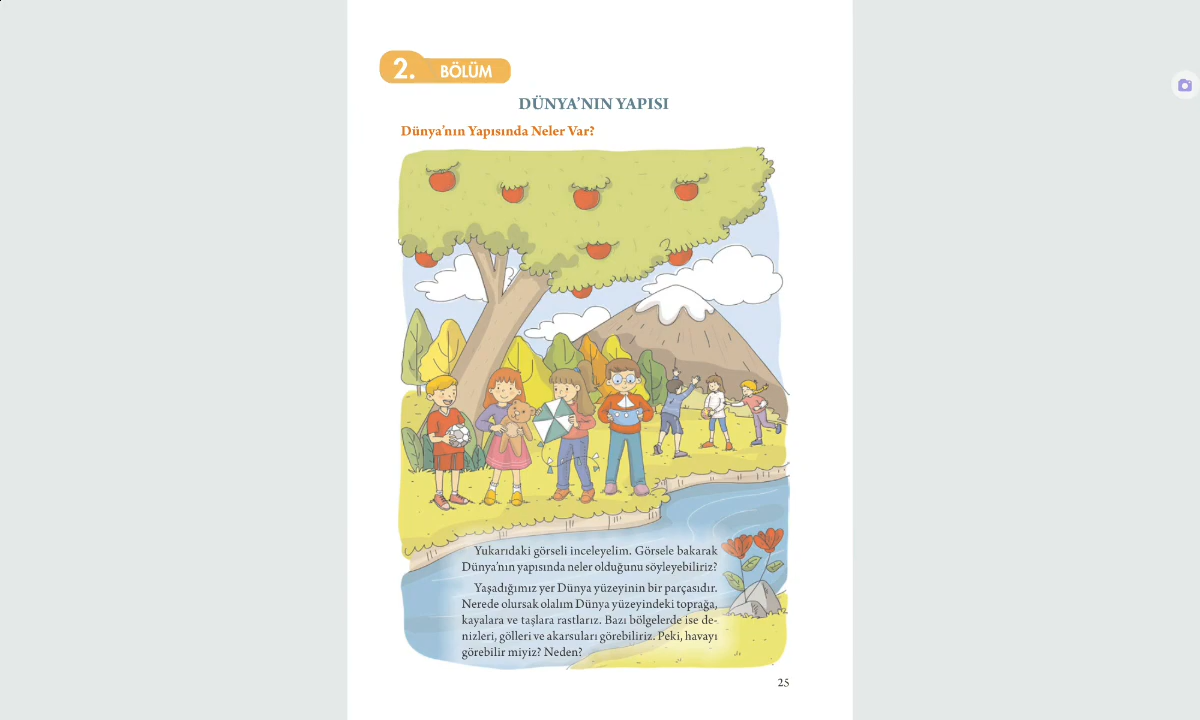 2. BÖLÜM
DÜNYA’NIN YAPISI
Dünya’nın Yapısında Neler Var?
Yukarıdaki görseli inceleyelim. Görsele bakarak
Dünya’nın yapısında neler olduğunu söyleyebiliriz?
Yaşadığımız yer Dünya yüzeyinin bir parçasıdır.
Nerede olursak olalım Dünya yüzeyindeki toprağa,
kayalara ve taşlara rastlarız. Bazı bölgelerde ise de-
nizleri, gölleri ve akarsuları görebiliriz. Peki, havayı
görebilir miyiz? Neden?
25